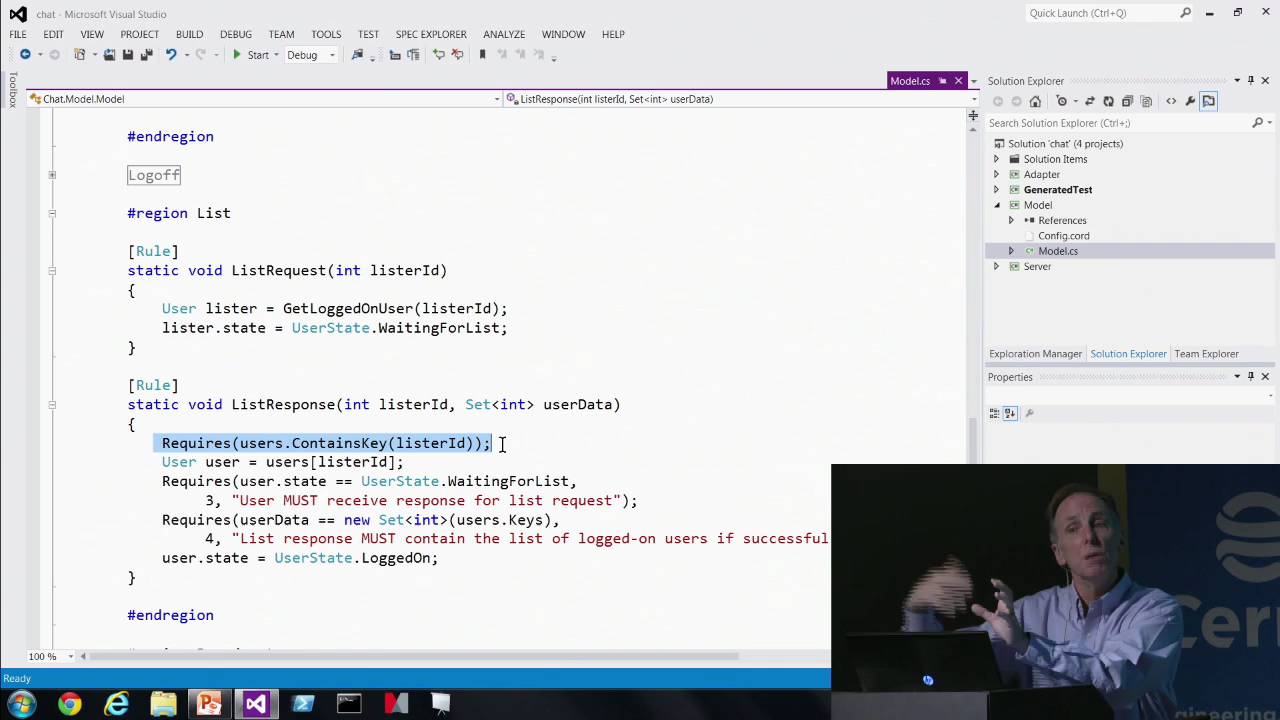 chat - Microsoft Visual Studio
Quick Launch (Ctrl+Q)
FILE EDIT VIEW PROJECT BUILD DEBUG TEAM TOOLS TEST SPEC EXPLORER ANALYZE WINDOW HELP
Start Debug
Toolbox
Model.cs
Chat.Model.Model
ListResponse(int listerId, Set<int> userData)
#endregion
Logoff
#region List
[Rule]
static void ListRequest(int listerId)
{
User lister = GetLoggedOnUser(listerId);
lister.state = UserState.WaitingForList;
}
[Rule]
static void ListResponse(int listerId, Set<int> userData)
{
Requires(users.ContainsKey(listerId));
User user = users[listerId];
Requires(user.state == UserState.WaitingForList,
3, "User MUST receive response for list request");
Requires(userData == new Set<int>(users.Keys),
4, "List response MUST contain the list of logged-on users if successful
user.state = UserState.LoggedOn;
}
#endregion
100 %
Ready
Solution Explorer
Search Solution Explorer (Ctrl+;)
Solution 'chat' (4 projects)
Solution Items
Adapter
GeneratedTest
Model
References
Config.cord
Model.cs
Server
Exploration Manager Solution Explorer Team Explorer
Properties
Cern
gineering